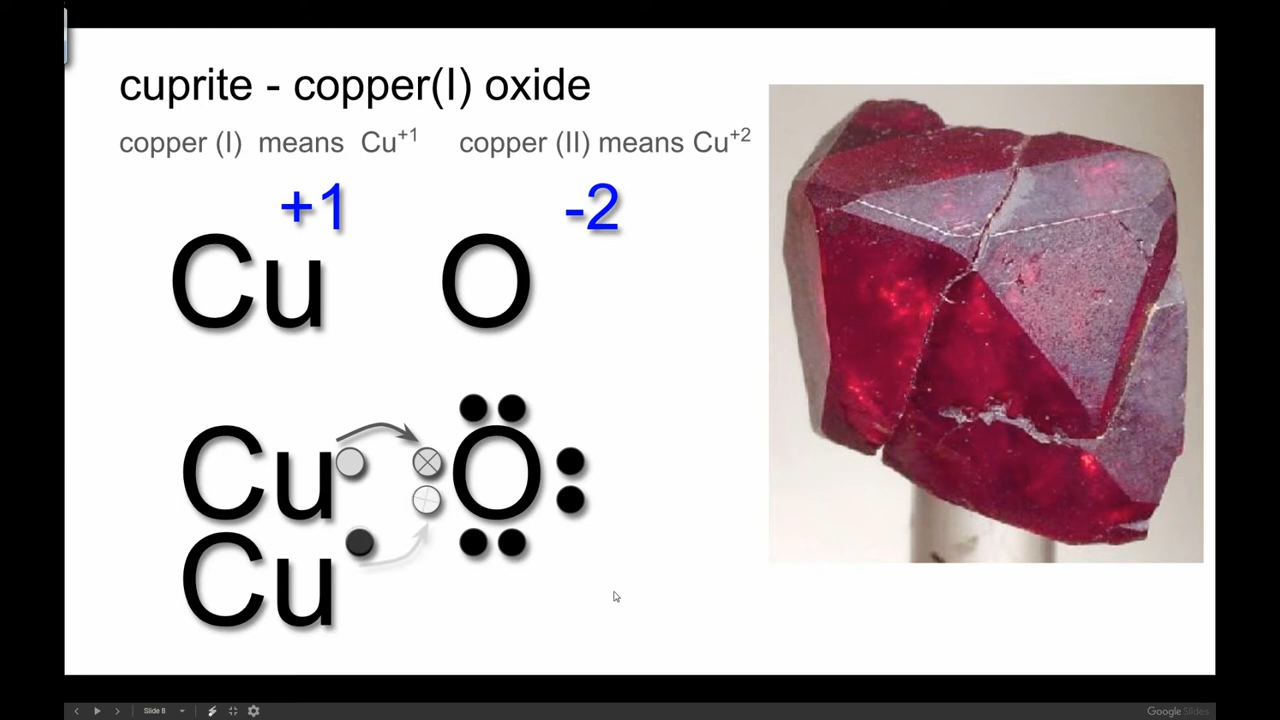 cuprite - copper(I) oxide
copper (I) means Cu+1 copper (II) means Cu+2
+1 -2
Cu O
Cu O
Cu
Slide 8
Google Slides